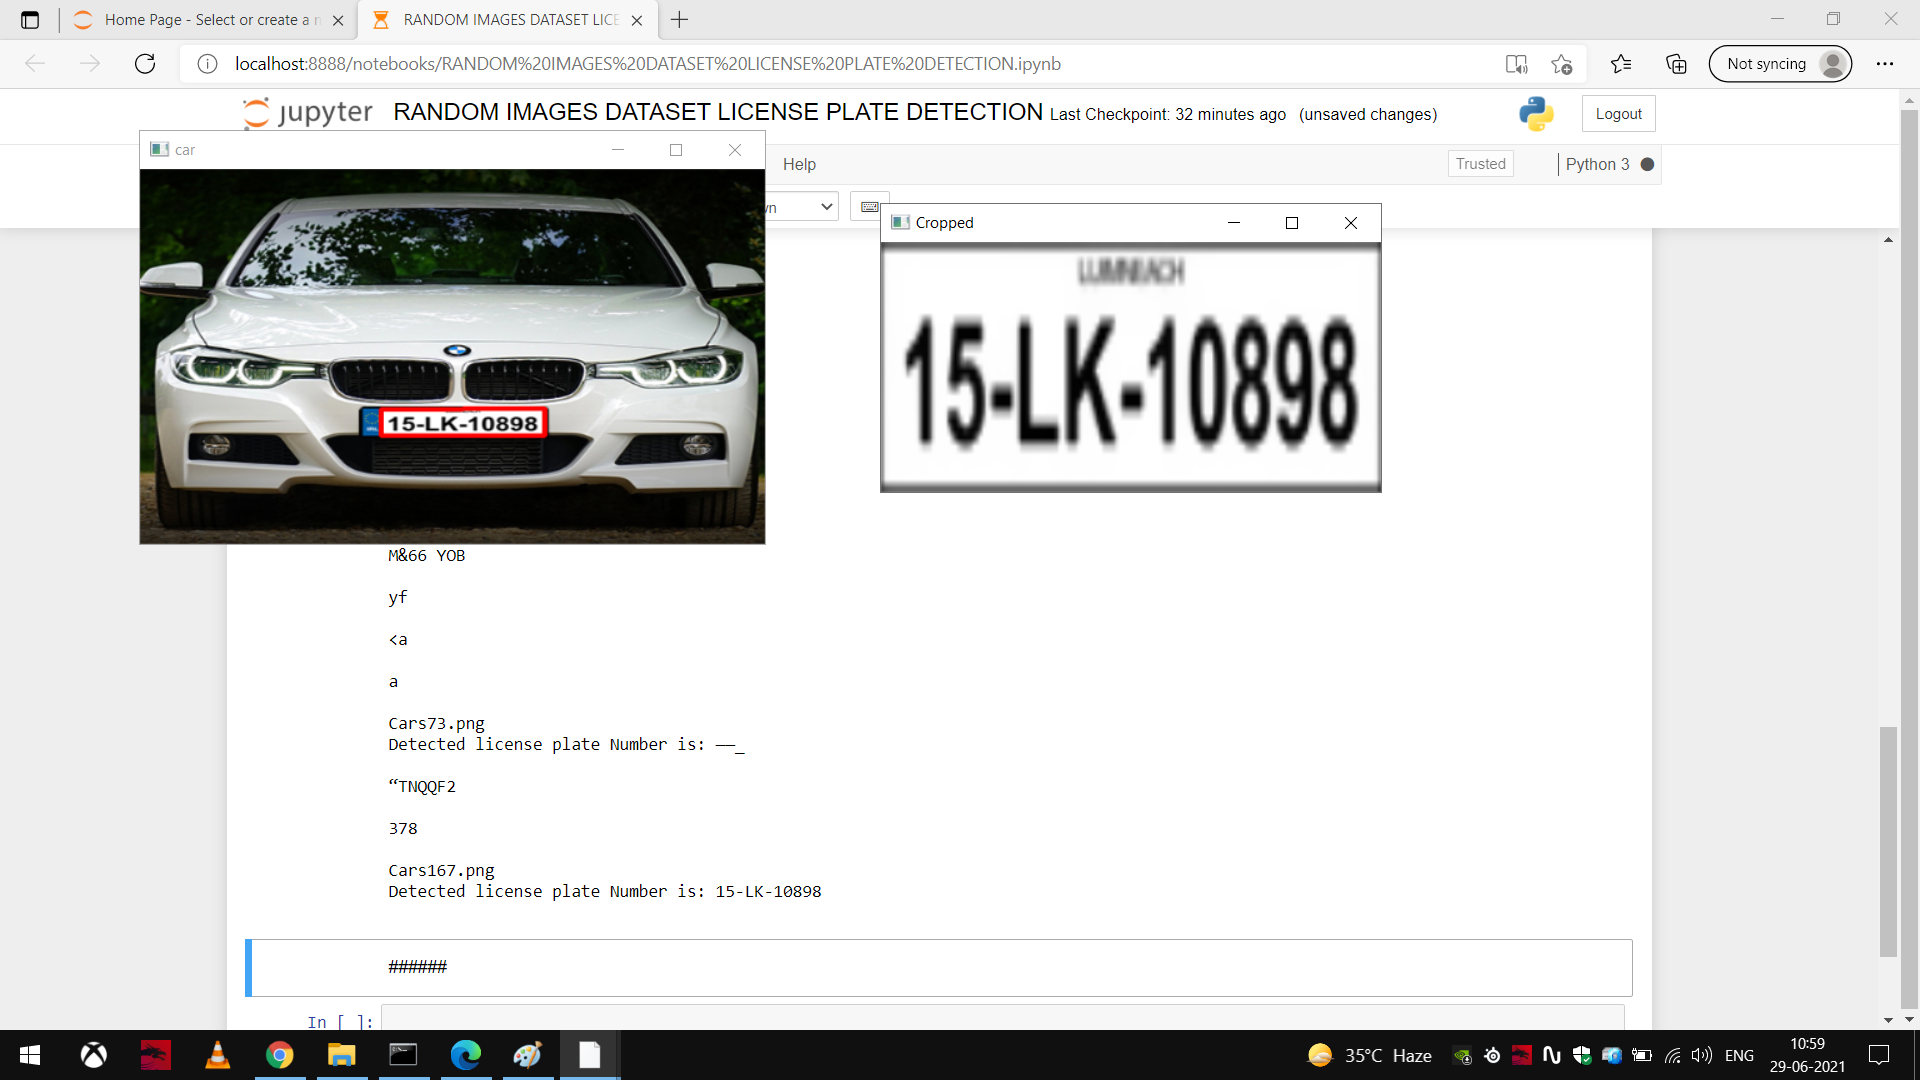 Home Page - Select or create a n
RANDOM IMAGES DATASET LICE
localhost:8888/notebooks/RANDOM%20IMAGES%20DATASET%20LICENSE%20PLATE%20DETECTION.ipynb
Not syncing
jupyter RANDOM IMAGES DATASET LICENSE PLATE DETECTION Last Checkpoint: 32 minutes ago (unsaved changes)
Logout
car
Help
Trusted
Python 3
Cropped
15-LK-10898
15-LK-10898
M&66 YOB
yf
<a
a
Cars73.png
Detected license plate Number is: ——_
“TNQQF2
378
Cars167.png
Detected license plate Number is: 15-LK-10898
######
In [ ]:
35°C Haze
ENG
10:59
29-06-2021